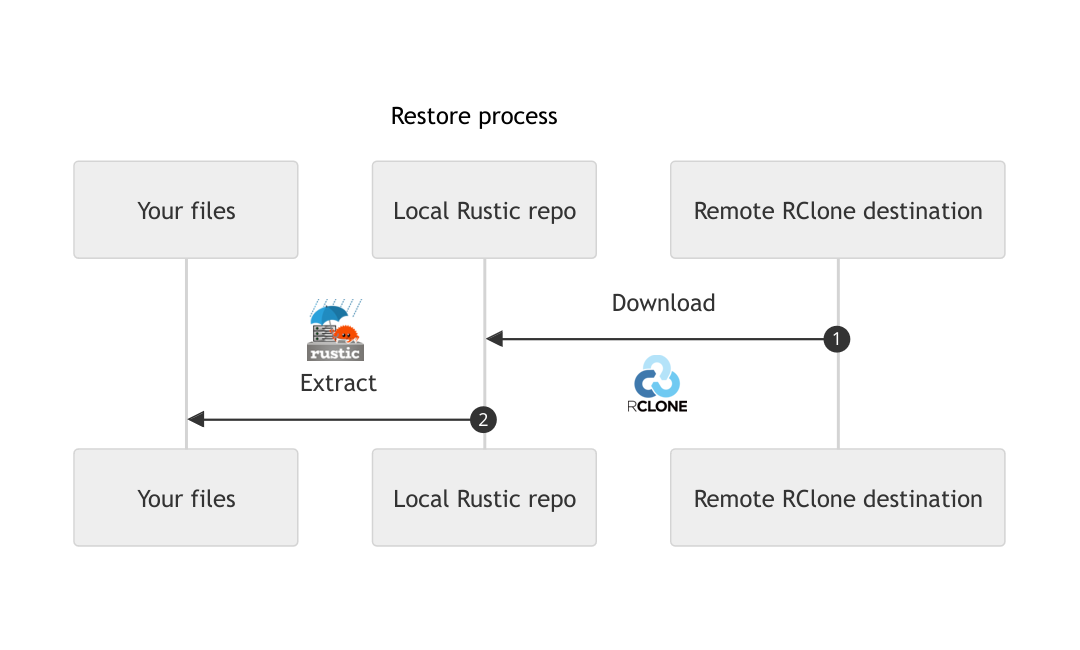 Restore process
Your files
Local Rustic repo
Remote RClone destination
Download
1
rustic
RCLONE
Extract
2
Your files
Local Rustic repo
Remote RClone destination